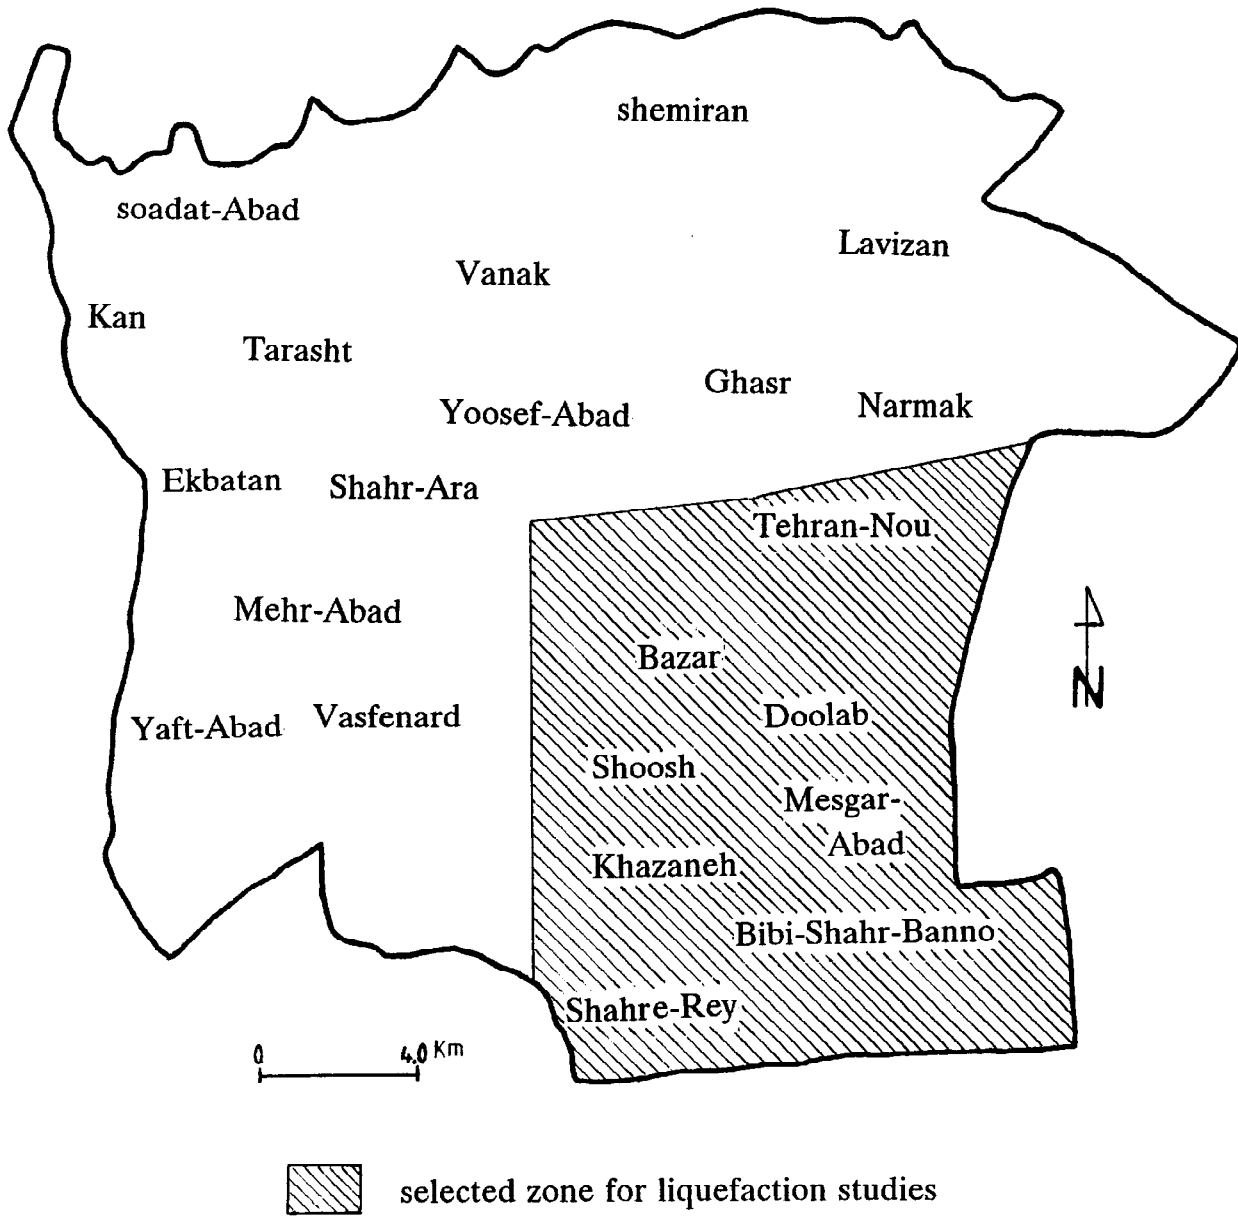 shemiran
soadat-Abad
Lavizan
Vanak
Kan
Tarasht
Ghasr
Narmak
Yoosef-Abad
Ekbatan
Shahr-Ara
Tehran-Nou
Mehr-Abad
Bazar
N
Yaft-Abad
Vasfenard
Doolab
Shoosh
Mesgar-
Abad
Khazaneh
Bibi-Shahr-Banno
Shahre-Rey
0 4.0 Km
selected zone for liquefaction studies